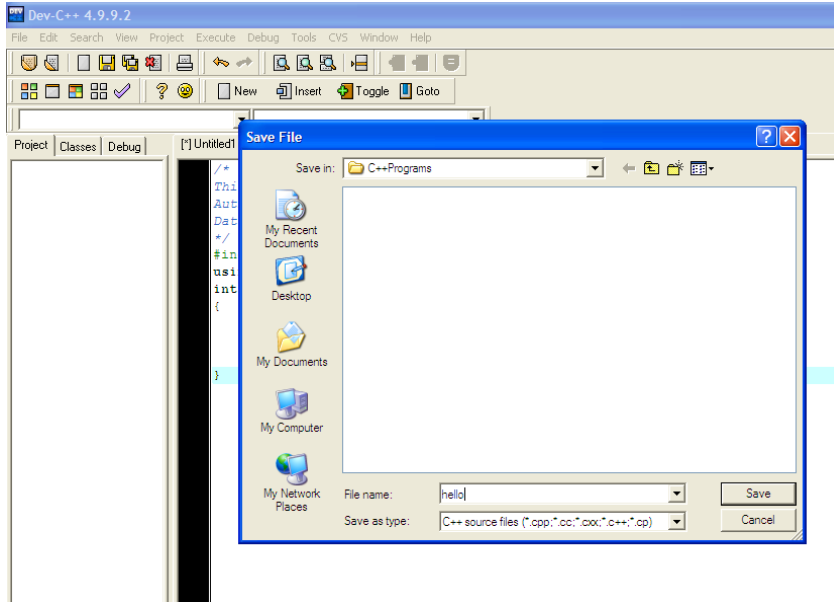 Dev-C++ 4.9.9.2
File Edit Search View Project Execute Debug Tools CVS Window Help
New Insert Toggle Goto
Project Classes Debug [*] Untitled1
/*
Thi
Aut
Dat
*/
#in
usi
int
{
}
Save File
Save in: C++Programs
My Recent
Documents
Desktop
My Documents
My Computer
My Network
Places
File name: hello Save
Save as type: C++ source files (*.cpp;*.cc;*.cxx;*.c++;*.cp) Cancel